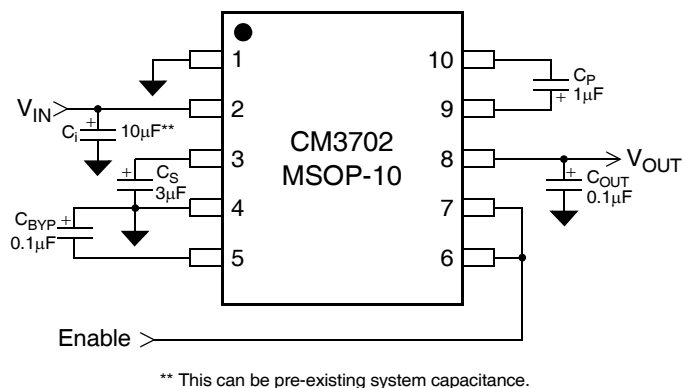 1
10
C_P
1μF
+
V_IN
2
9
+
C_i
10μF**
CM3702
MSOP-10
3
8
V_OUT
+
C_S
3μF
+
C_OUT
0.1μF
C_BYP
+
0.1μF
4
7
5
6
Enable
** This can be pre-existing system capacitance.